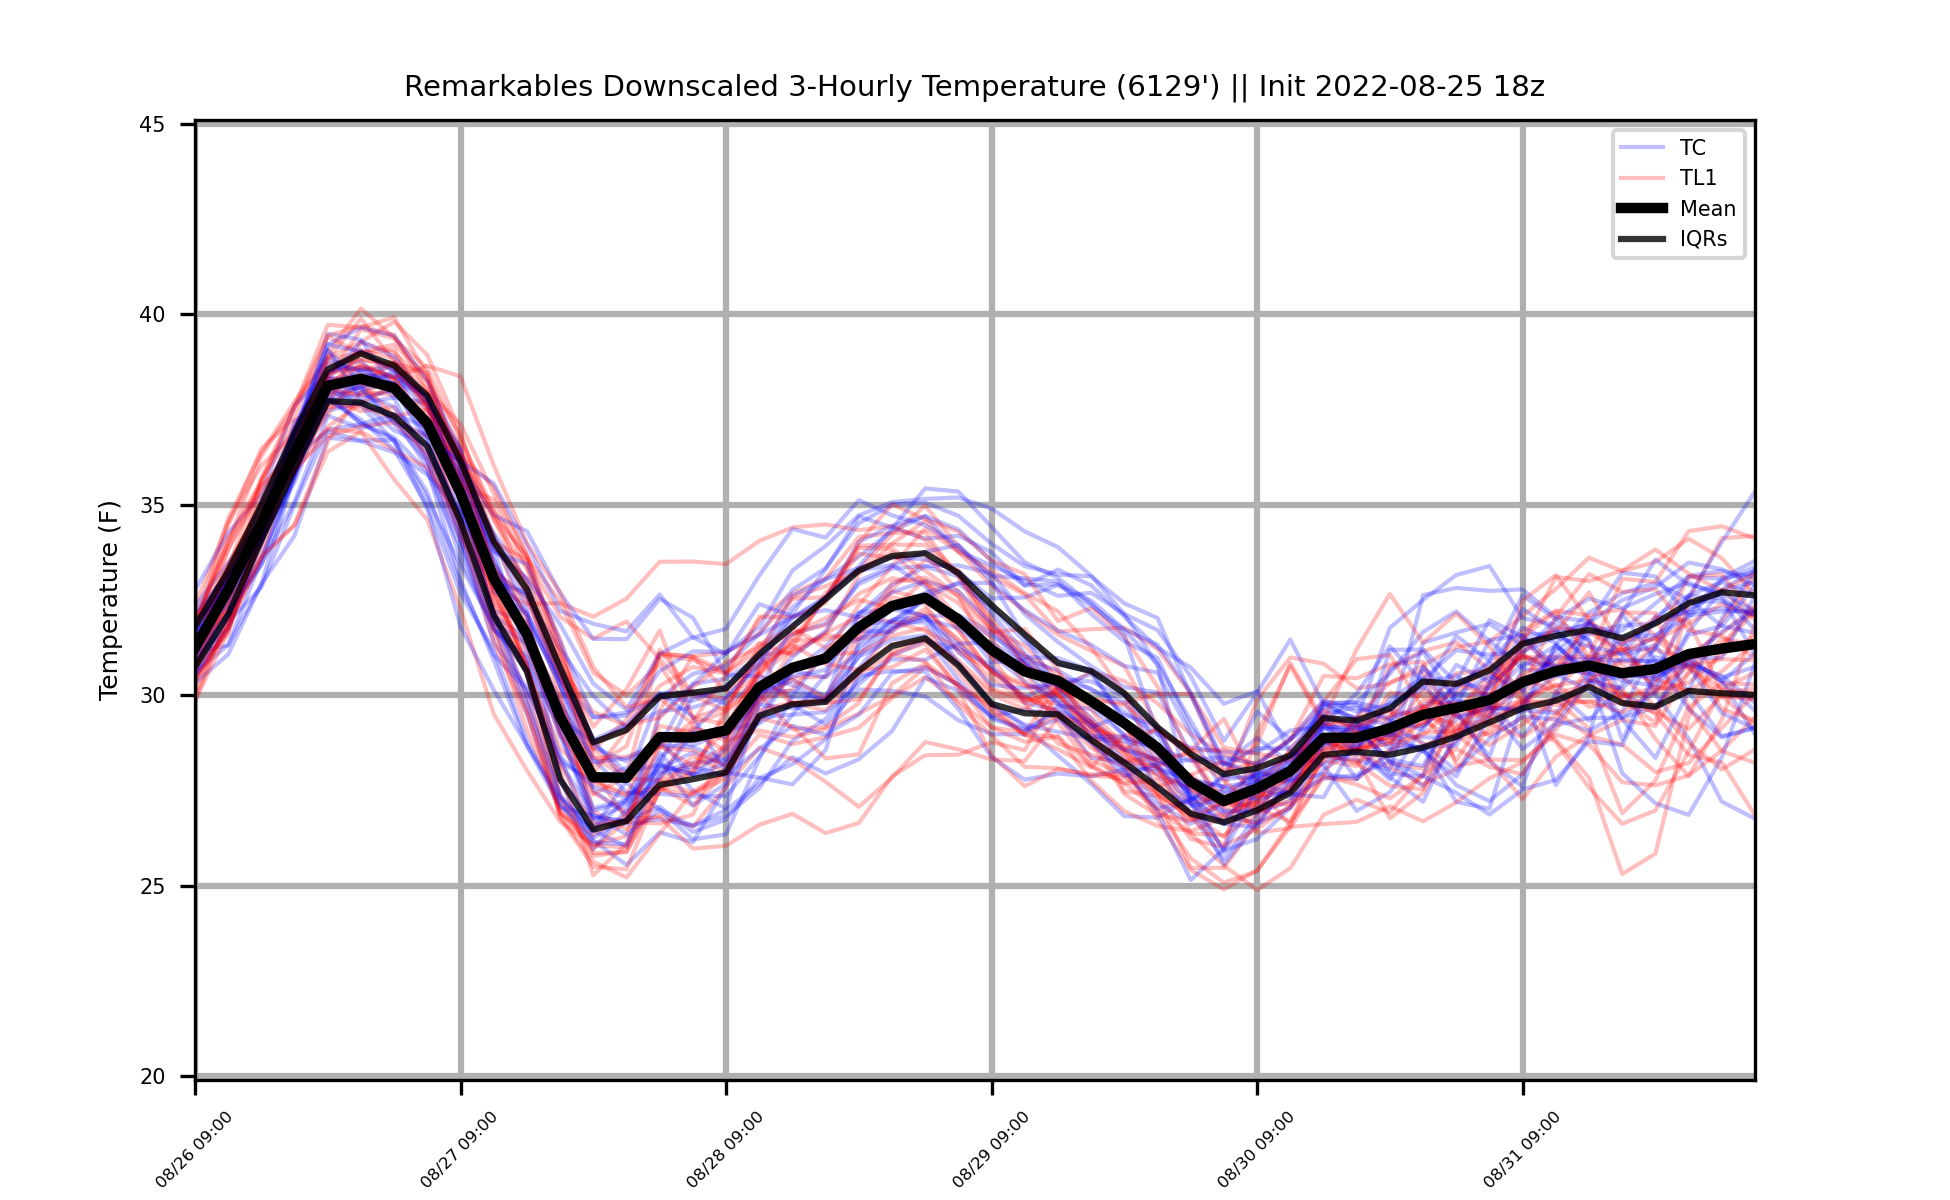 Remarkables Downscaled 3-Hourly Temperature (6129') || Init 2022-08-25 18z
TC
TL1
Mean
IQRs
Temperature (F)
45
40
35
30
25
20
08/26 09:00
08/27 09:00
08/28 09:00
08/29 09:00
08/30 09:00
08/31 09:00